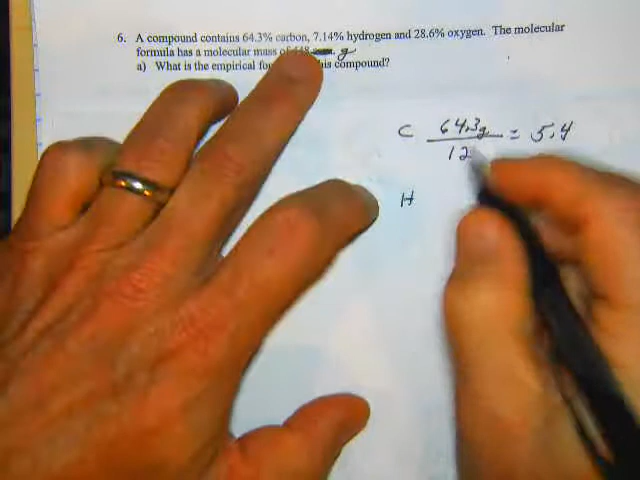 6. A compound contains 64.3% carbon, 7.14% hydrogen and 28.6% oxygen. The molecular
formula has a molecular mass of g
a) What is the empirical compound?
C 64.3g = 5.4
12
H